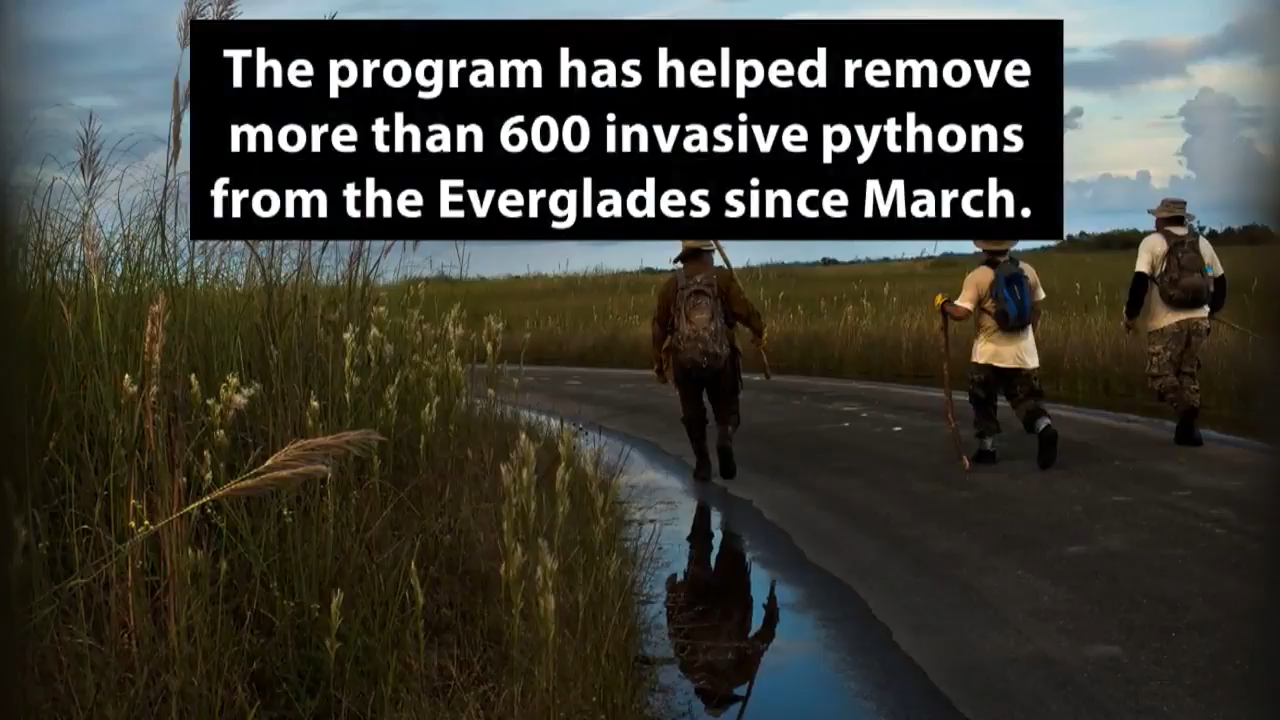 The program has helped remove
more than 600 invasive pythons
from the Everglades since March.